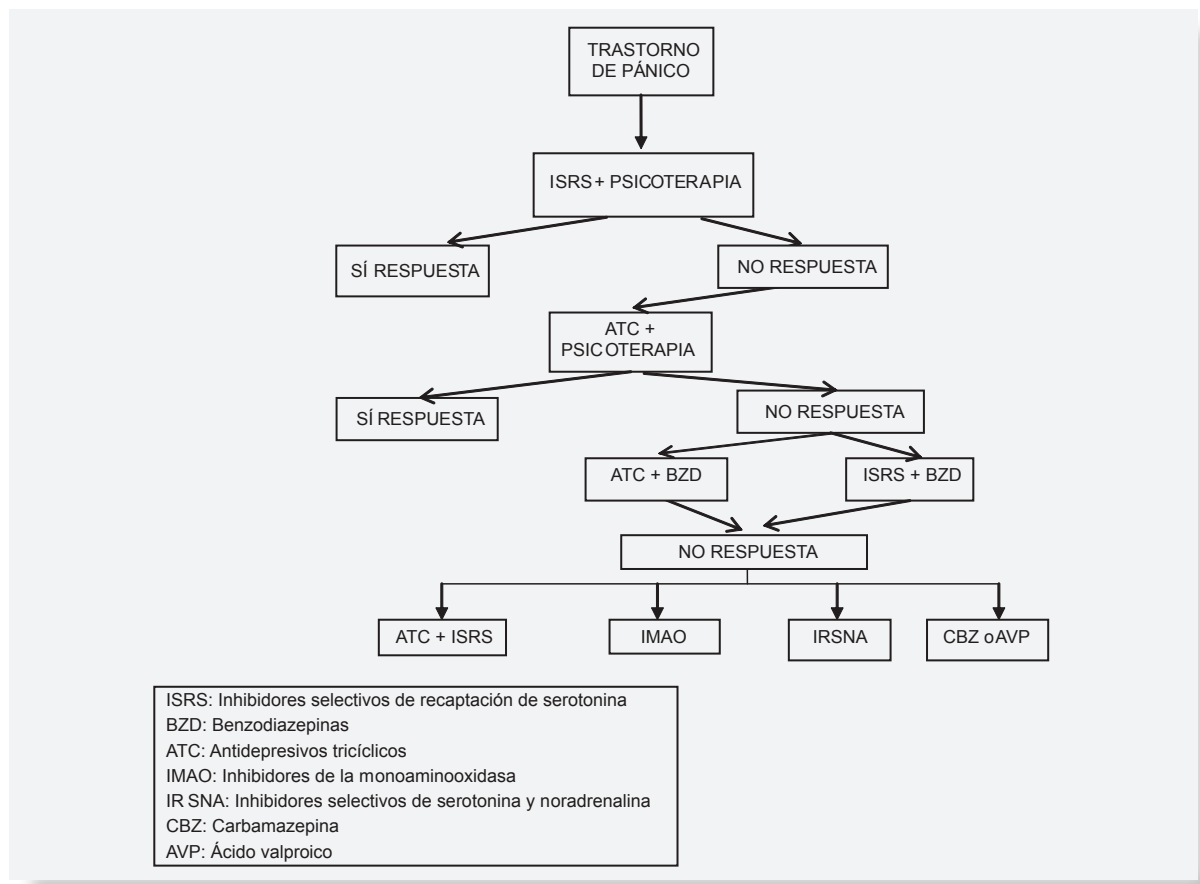 TRASTORNO
DE PÁNICO
ISRS+ PSICOTERAPIA
SÍ RESPUESTA
NO RESPUESTA
ATC +
PSICOTERAPIA
SÍ RESPUESTA
NO RESPUESTA
ATC + BZD
ISRS + BZD
NO RESPUESTA
ATC + ISRS
IMAO
IRSNA
CBZ oAVP
ISRS: Inhibidores selectivos de recaptación de serotonina
BZD: Benzodiazepinas
ATC: Antidepresivos tricíclicos
IMAO: Inhibidores de la monoaminooxidasa
IR SNA: Inhibidores selectivos de serotonina y noradrenalina
CBZ: Carbamazepina
AVP: Ácido valproico